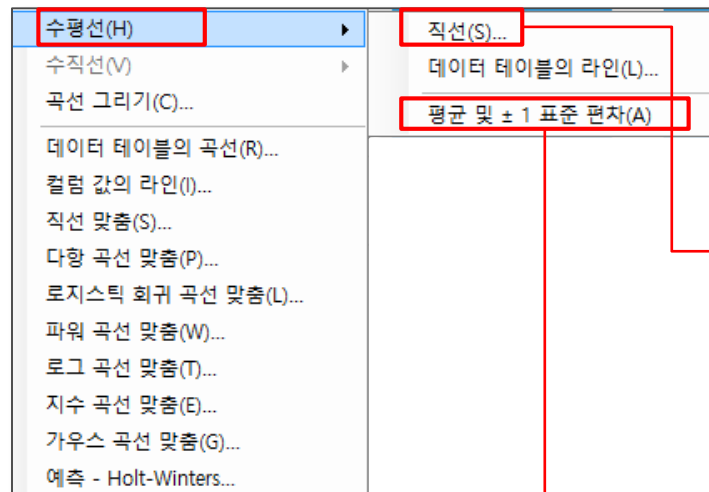 수평선(H)
수직선(V)
곡선 그리기(C)...
데이터 테이블의 곡선(R)...
컬럼 값의 라인(I)...
직선 맞춤(S)...
다항 곡선 맞춤(P)...
로지스틱 회귀 곡선 맞춤(L)...
파워 곡선 맞춤(W)...
로그 곡선 맞춤(T)...
지수 곡선 맞춤(E)...
가우스 곡선 맞춤(G)...
예측 - Holt-Winters...
직선(S)...
데이터 테이블의 라인(L)...
평균 및 ± 1 표준 편차(A)